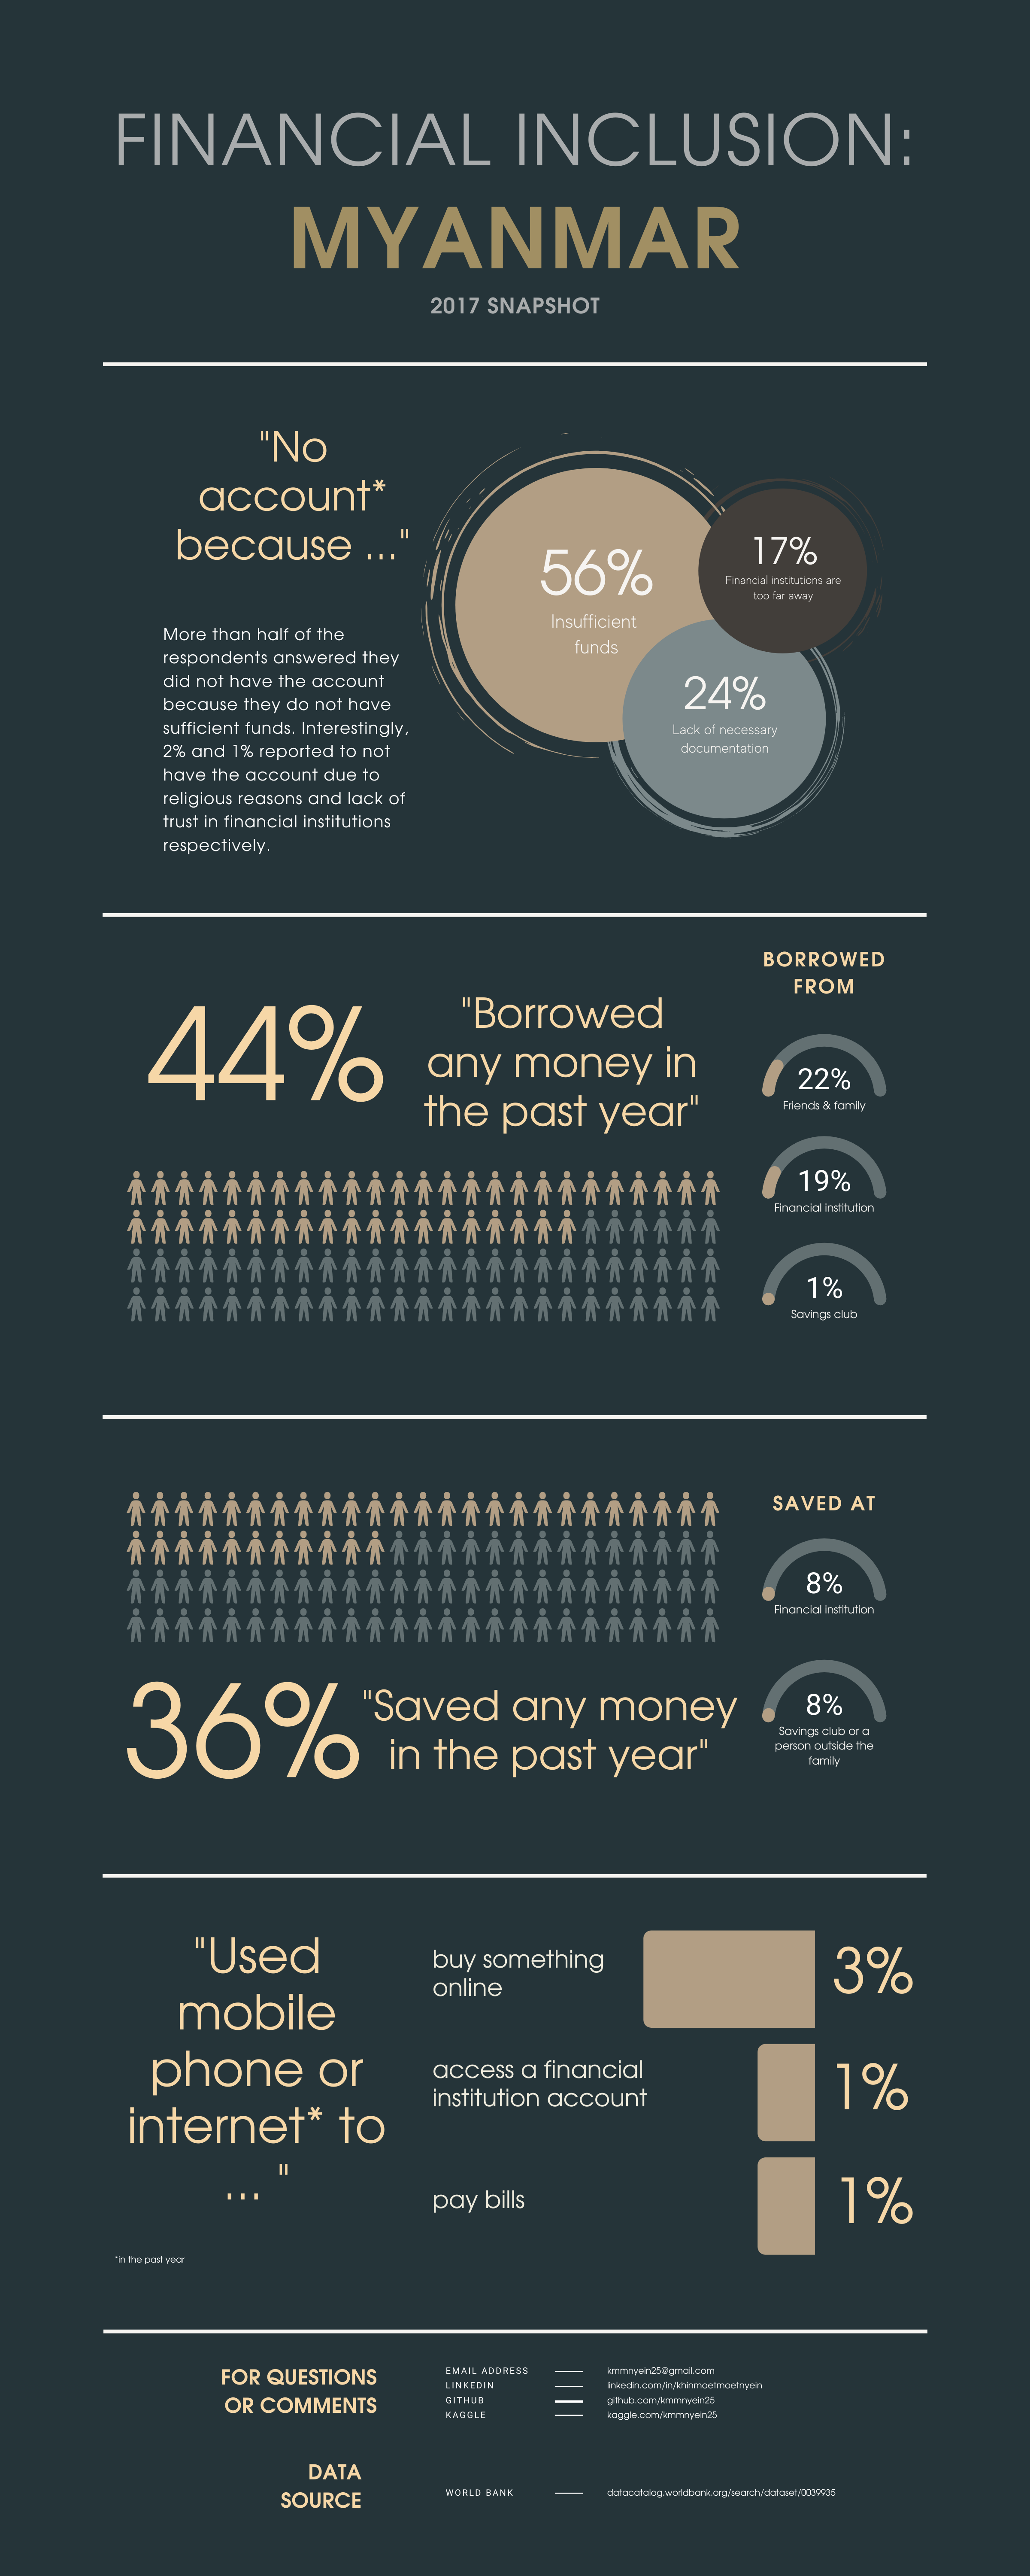 FINANCIAL INCLUSION:
MYANMAR
2017 SNAPSHOT
"No
account*
because ..."
More than half of the
respondents answered they
did not have the account
because they do not have
sufficient funds. Interestingly,
2% and 1% reported to not
have the account due to
religious reasons and lack of
trust in financial institutions
respectively.
56%
Insufficient
funds
17%
Financial institutions are
too far away
24%
Lack of necessary
documentation
44%
"Borrowed
any money in
the past year"
BORROWED
FROM
22%
Friends & family
19%
Financial institution
1%
Savings club
36%
"Saved any money
in the past year"
SAVED AT
8%
Financial institution
8%
Savings club or a
person outside the
family
"Used
mobile
phone or
internet* to
... "
buy something
online
3%
access a financial
institution account
1%
pay bills
1%
*in the past year
FOR QUESTIONS
OR COMMENTS
EMAIL ADDRESS kmmnyein25@gmail.com
LINKEDIN linkedin.com/in/khinmoetmoetnyein
GITHUB github.com/kmmnyein25
KAGGLE kaggle.com/kmmnyein25
DATA
SOURCE
WORLD BANK datacatalog.worldbank.org/search/dataset/0039935